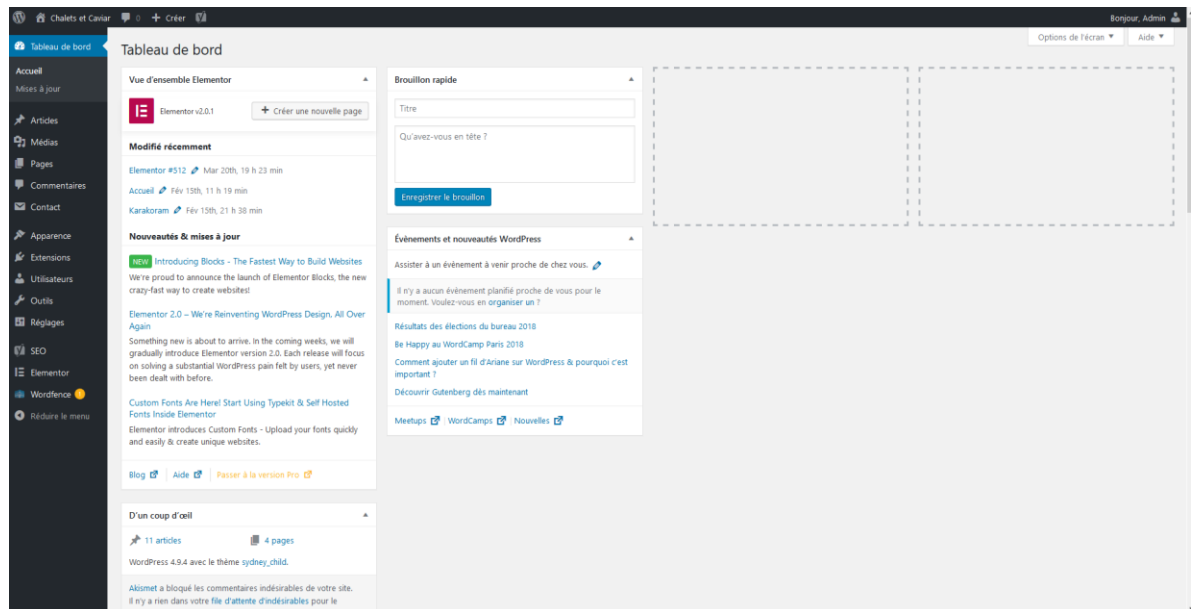 Chalets et Caviar 0 + Créer
Bonjour, Admin
Options de l'écran ▼
Aide ▼
Tableau de bord
Accueil
Mises à jour
Articles
Médias
Pages
Commentaires
Contact
Apparence
Extensions
Utilisateurs
Outils
Réglages
SEO
Elementor
Wordfence
Réduire le menu
Tableau de bord
Vue d'ensemble Elementor
Elementor v2.0.1
+ Créer une nouvelle page
Modifié récemment
Elementor #512 Mar 20th, 19 h 23 min
Accueil Fév 15th, 11 h 19 min
Karakoram Fév 15th, 21 h 38 min
Nouveautés & mises à jour
NEW Introducing Blocks - The Fastest Way to Build Websites
We're proud to announce the launch of Elementor Blocks, the new
crazy-fast way to create websites!
Elementor 2.0 – We're Reinventing WordPress Design. All Over
Again
Something new is about to arrive. In the coming weeks, we will
gradually introduce Elementor version 2.0. Each release will focus
on solving a substantial WordPress pain felt by users, yet never
been dealt with before.
Custom Fonts Are Here! Start Using Typekit & Self Hosted
Fonts Inside Elementor
Elementor introduces Custom Fonts - Upload your fonts quickly
and easily & create unique websites.
Blog
Aide
Passer à la version Pro
D'un coup d'œil
11 articles
4 pages
WordPress 4.9.4 avec le thème sydney_child.
Akismet a bloqué les commentaires indésirables de votre site.
Il n'y a rien dans votre file d'attente d'indésirables pour le
Brouillon rapide
Titre
Qu'avez-vous en tête ?
Enregistrer le brouillon
Évènements et nouveautés WordPress
Assister à un évènement à venir proche de chez vous.
Il n'y a aucun évènement planifié proche de vous pour le
moment. Voulez-vous en organiser un ?
Résultats des élections du bureau 2018
Be Happy au WordCamp Paris 2018
Comment ajouter un fil d'Ariane sur WordPress & pourquoi c'est
important ?
Découvrir Gutenberg dès maintenant
Meetups
WordCamps
Nouvelles